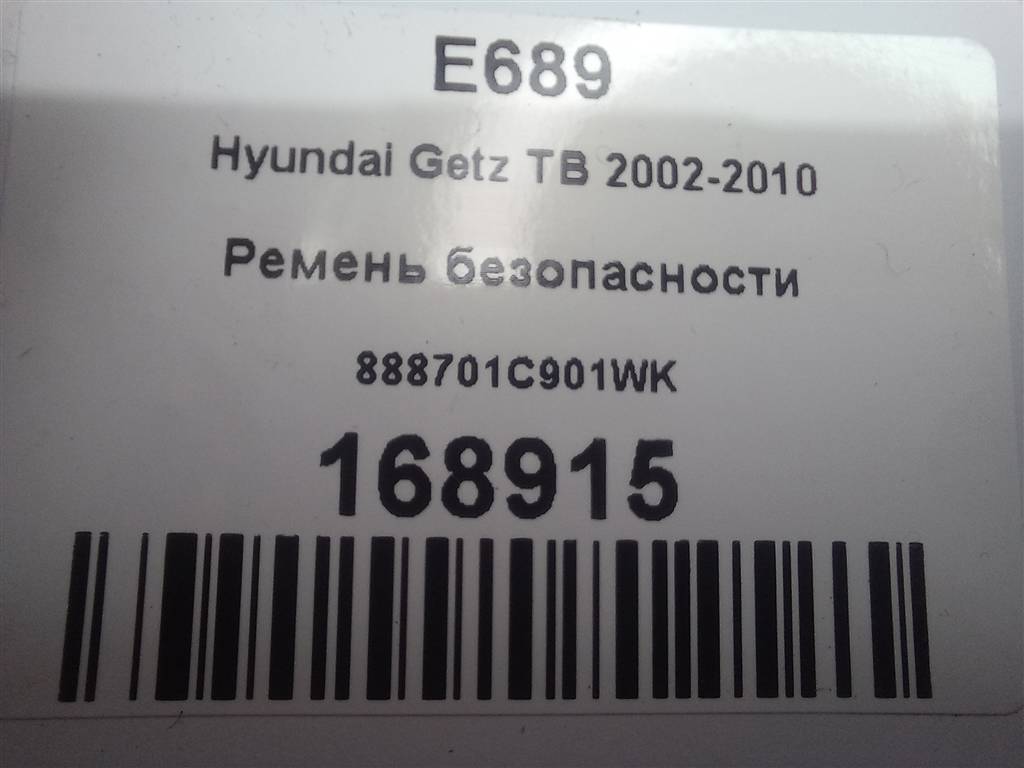 E689
Hyundai Getz TB 2002-2010
Ремень безопасности
888701C901WK
168915